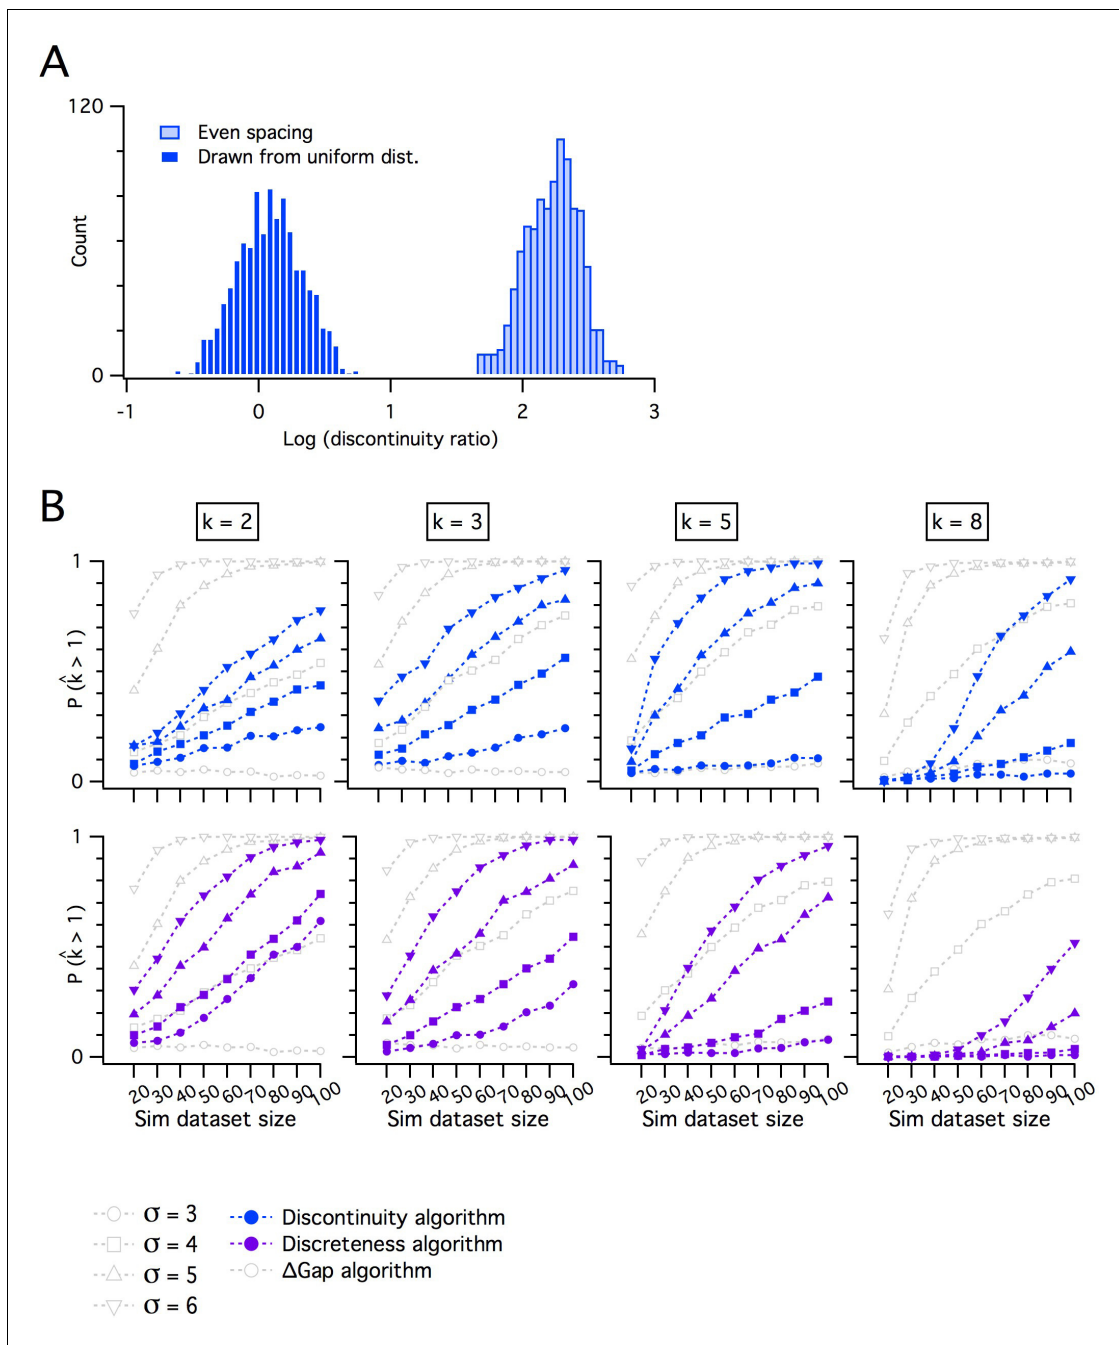 A
120
Even spacing
Drawn from uniform dist.
Count
0
-1 0 1 2 3
Log (discontinuity ratio)
B
k = 2 k = 3 k = 5 k = 8
1
P (k̂ > 1)
0
1
P (k̂ > 1)
0
20 30 40 50 60 70 80 90 100 20 30 40 50 60 70 80 90 100 20 30 40 50 60 70 80 90 100 20 30 40 50 60 70 80 90 100
Sim dataset size Sim dataset size Sim dataset size Sim dataset size
σ = 3
σ = 4
σ = 5
σ = 6
Discontinuity algorithm
Discreteness algorithm
ΔGap algorithm